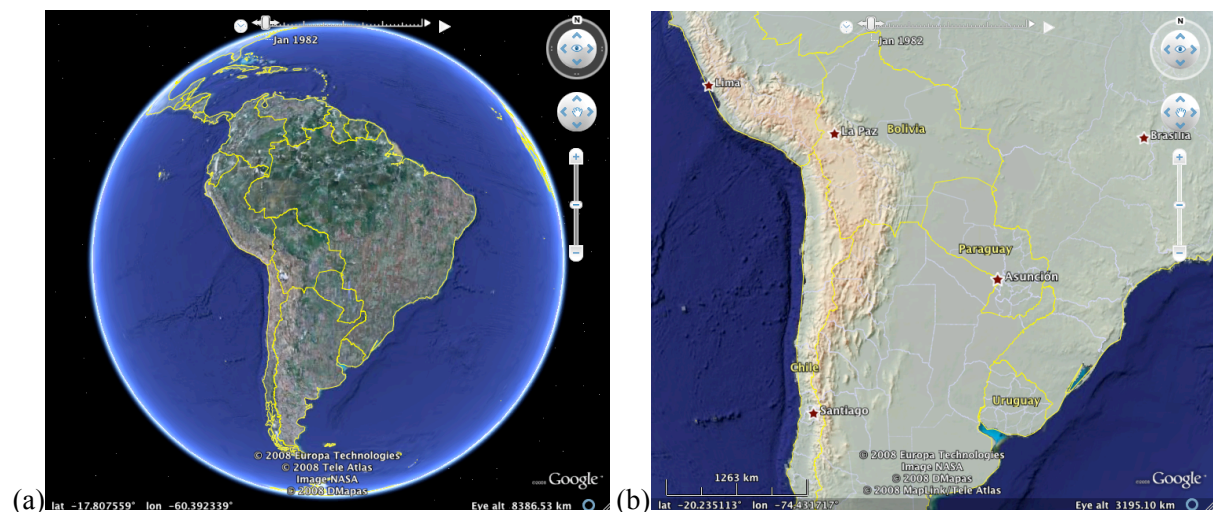 N
Jan 1982
© 2008 Europa Technologies
© 2008 Tele Atlas
Image NASA
© 2008 DMapas
Google
(a)
lat -17.807559° lon -60.392339°
Eye alt 8386.53 km
N
Jan 1982
Lima
La Paz
Bolivia
Brasilia
Paraguay
Asunción
Chile
Santiago
Uruguay
© 2008 Europa Technologies
Image NASA
© 2008 DMapas
© 2008 MapLink/Tele Atlas
1263 km
Google
(b)
lat -20.235113° lon -74.431717°
Eye alt 3195.10 km